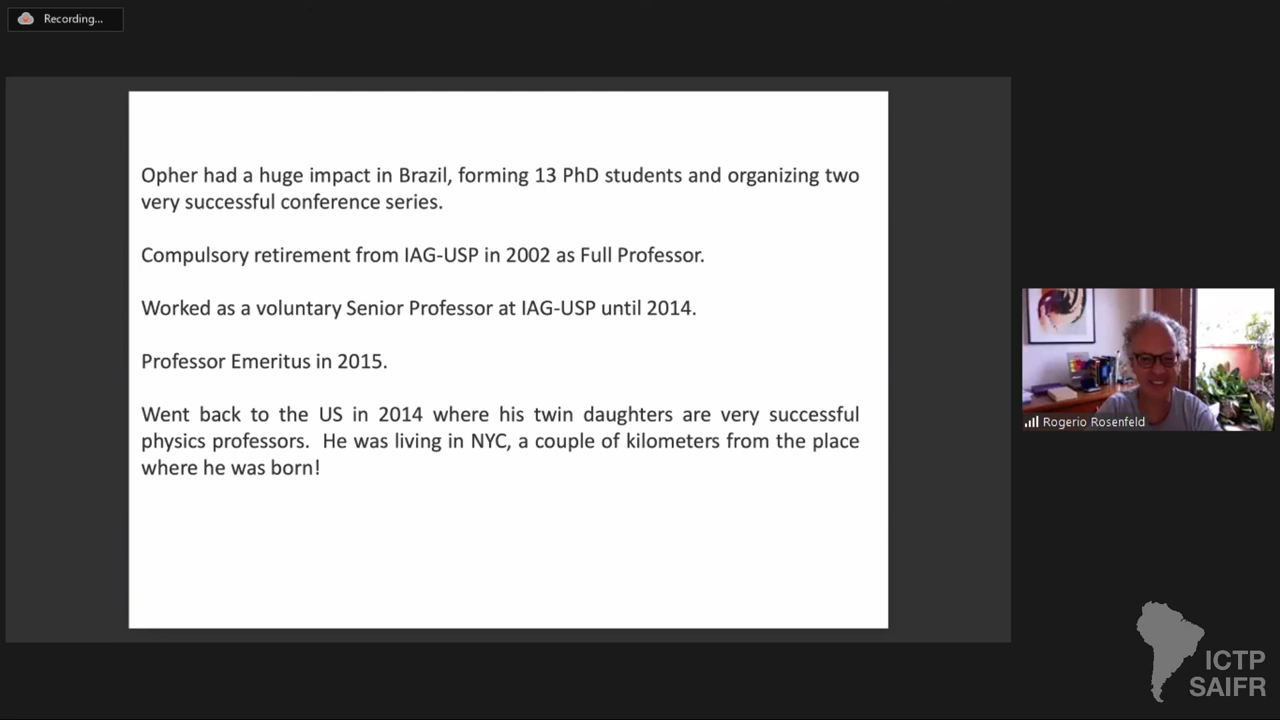 Recording...
Opher had a huge impact in Brazil, forming 13 PhD students and organizing two
very successful conference series.
Compulsory retirement from IAG-USP in 2002 as Full Professor.
Worked as a voluntary Senior Professor at IAG-USP until 2014.
Professor Emeritus in 2015.
Went back to the US in 2014 where his twin daughters are very successful
physics professors. He was living in NYC, a couple of kilometers from the place
where he was born!
Rogerio Rosenfeld
ICTP
SAIFR